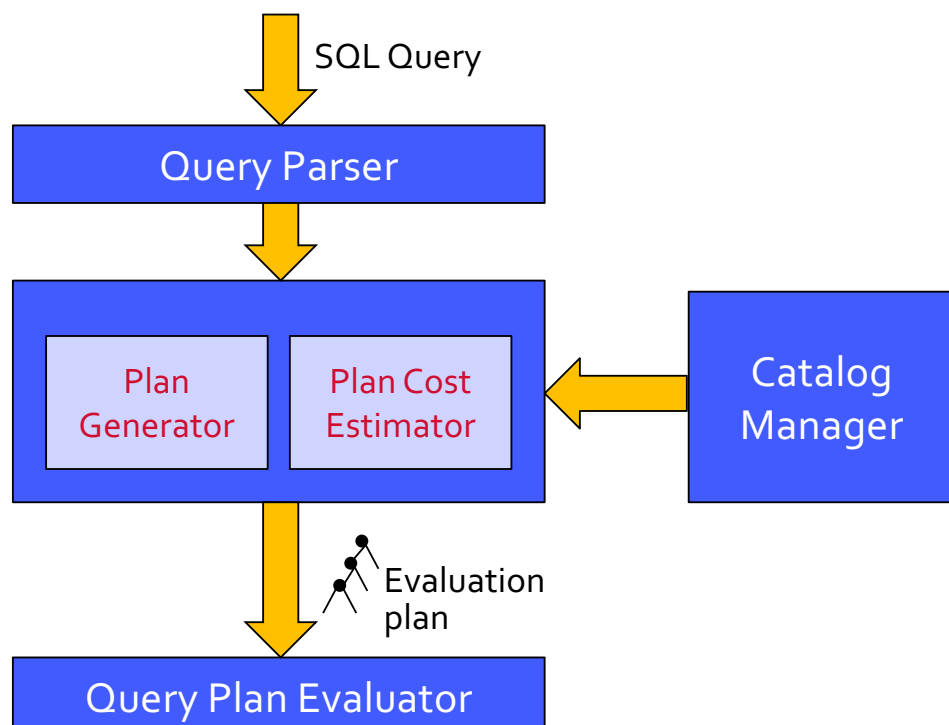 SQL Query
Query Parser
Plan
Generator
Plan Cost
Estimator
Catalog
Manager
Evaluation
plan
Query Plan Evaluator